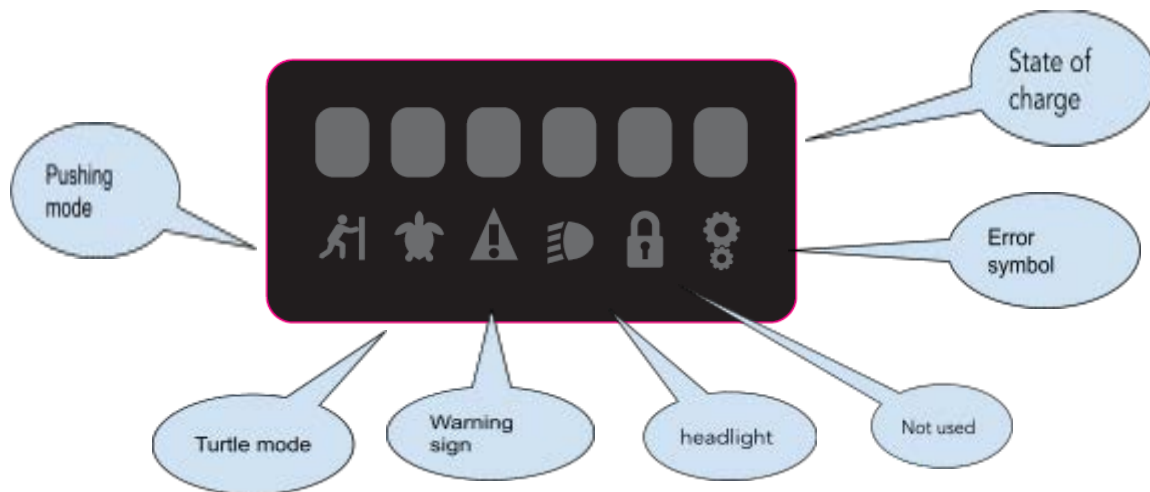 State of
charge
Pushing
mode
Error
symbol
Turtle mode
Warning
sign
headlight
Not used